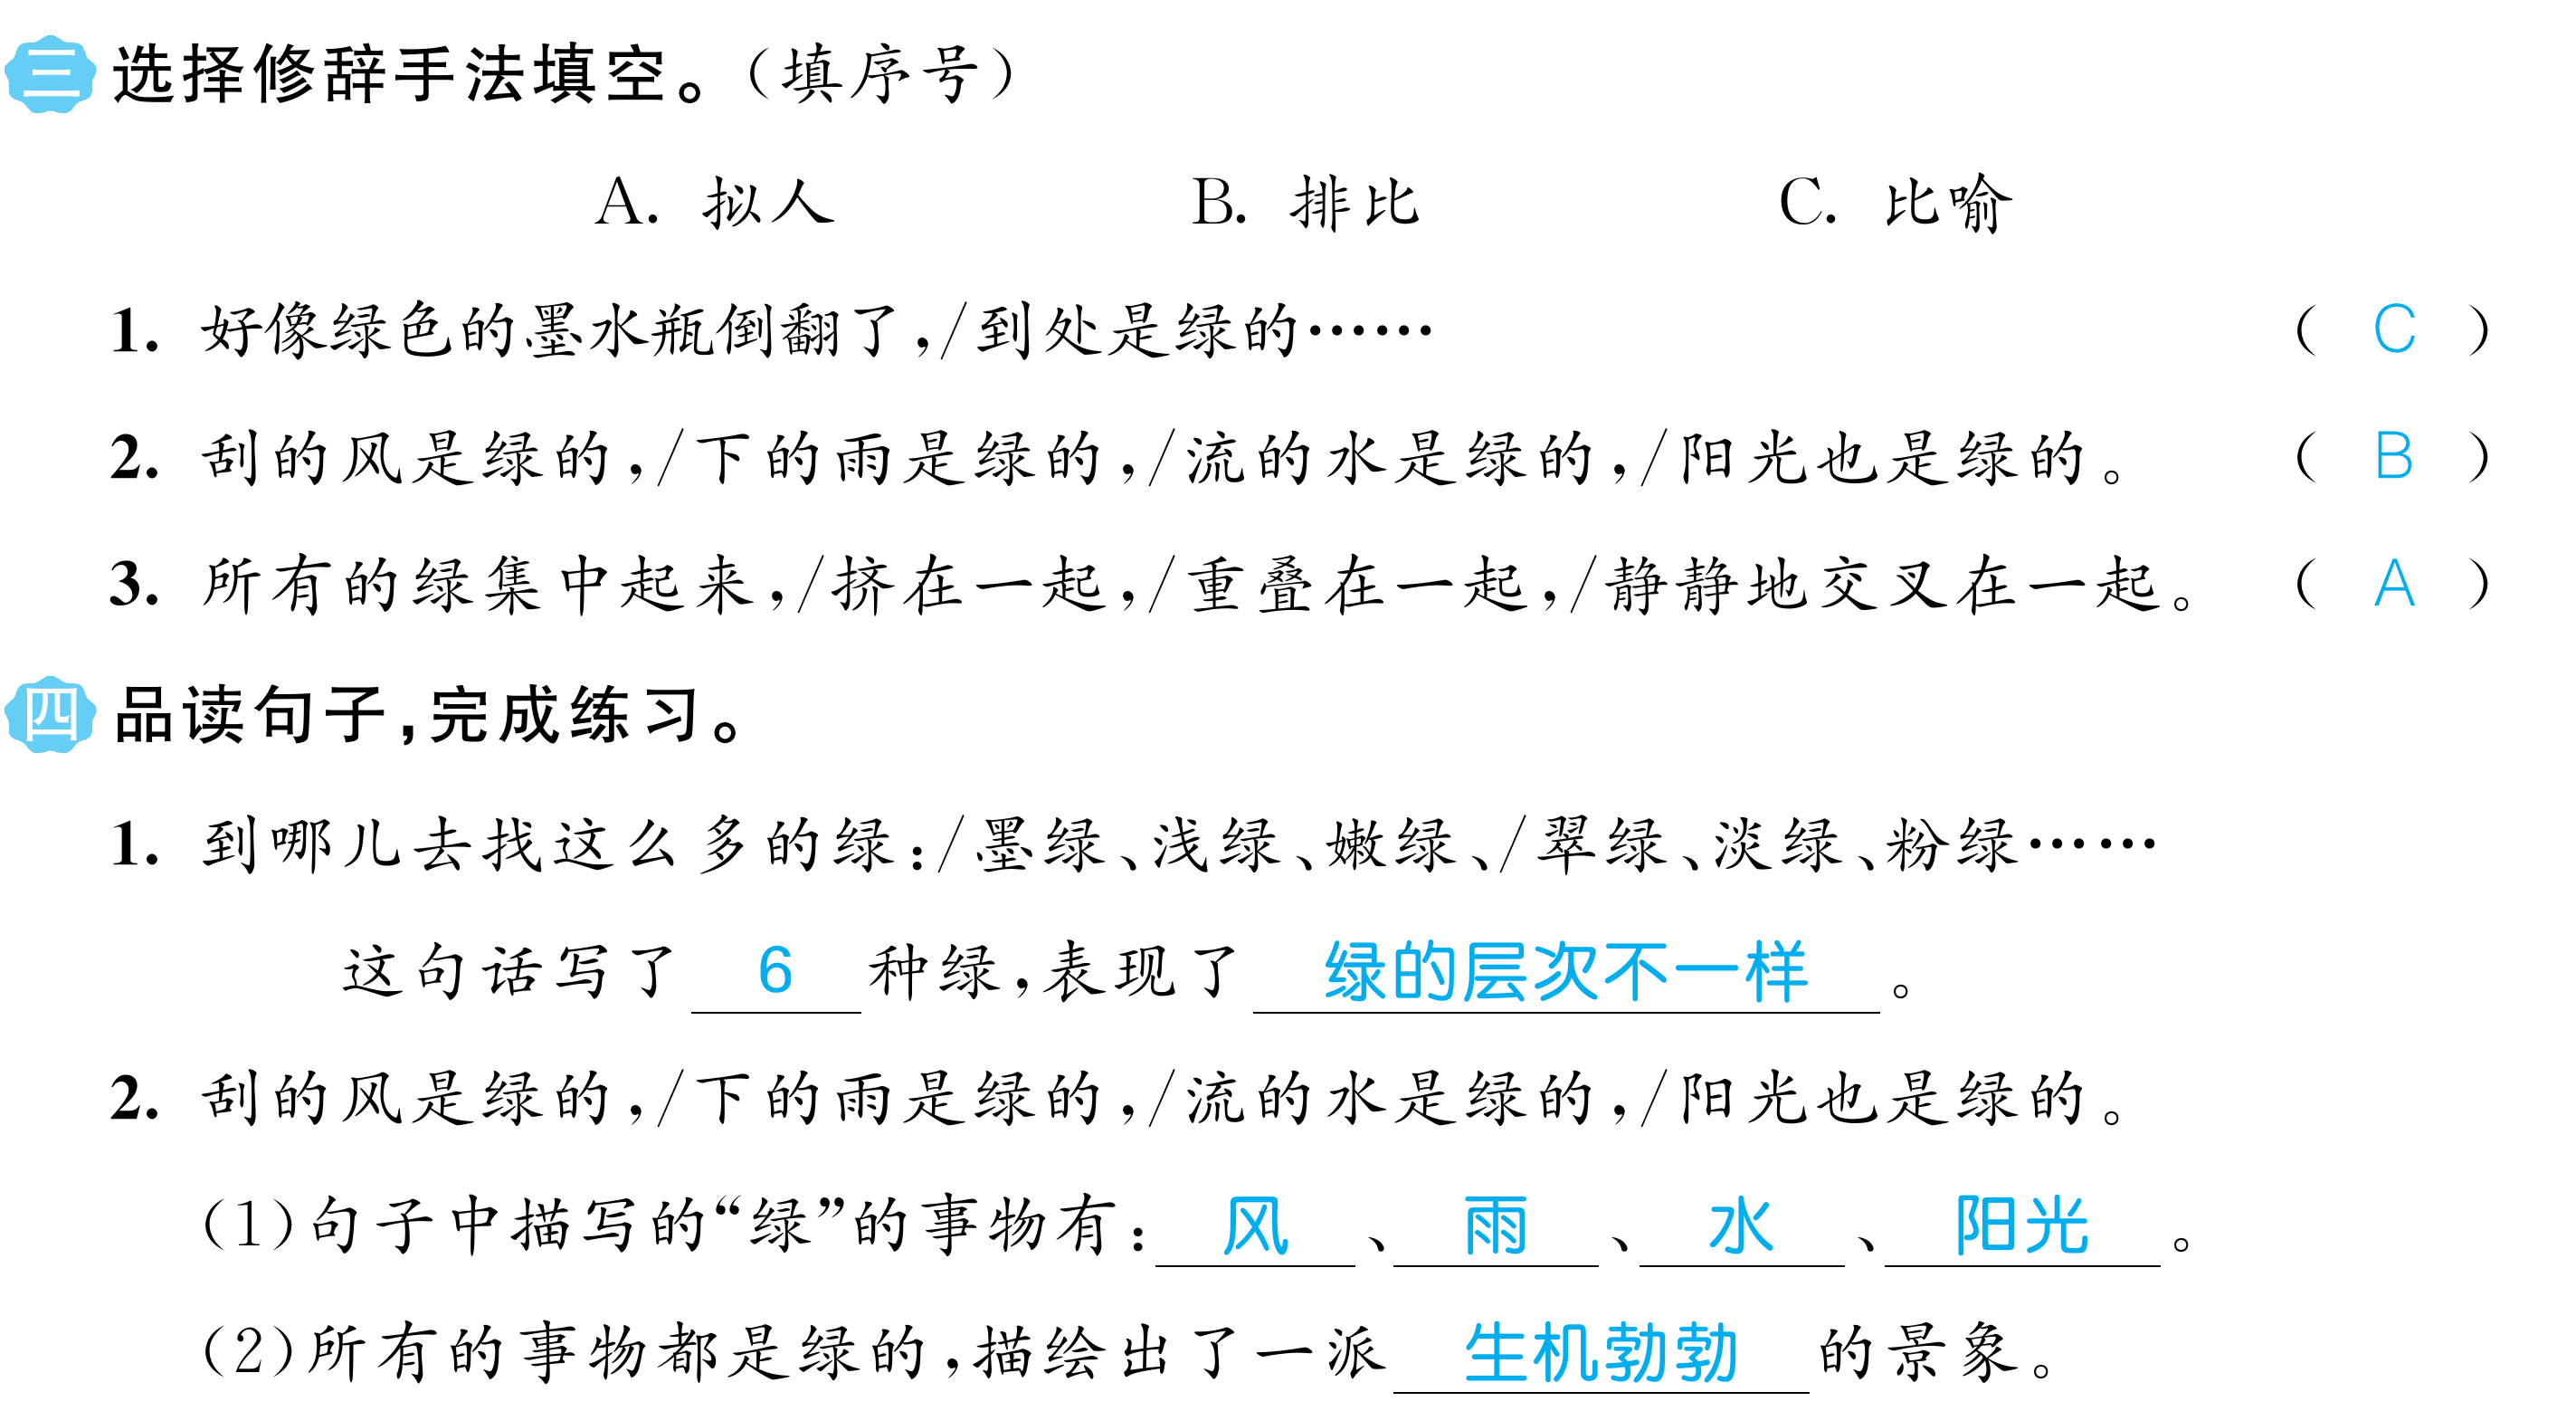 三 选择修辞手法填空。（填序号）
A. 拟人 B. 排比 C. 比喻
1. 好像绿色的墨水瓶倒翻了，/到处是绿的…… （ C ）
2. 刮的风是绿的，/下的雨是绿的，/流的水是绿的，/阳光也是绿的。 （ B ）
3. 所有的绿集中起来，/挤在一起，/重叠在一起，/静静地交叉在一起。 （ A ）
四 品读句子，完成练习。
1. 到哪儿去找这么多的绿：/墨绿、浅绿、嫩绿、/翠绿、淡绿、粉绿……
这句话写了 6 种绿，表现了 绿的层次不一样 。
2. 刮的风是绿的，/下的雨是绿的，/流的水是绿的，/阳光也是绿的。
（1）句子中描写的“绿”的事物有： 风 、 雨 、 水 、 阳光 。
（2）所有的事物都是绿的，描绘出了一派 生机勃勃 的景象。